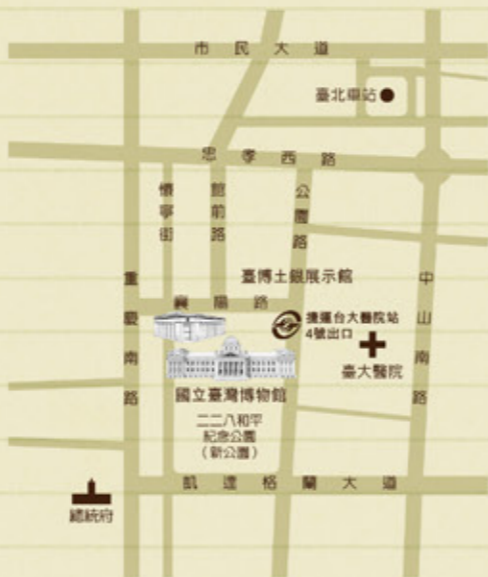 市民大道
臺北車站
忠孝西路
懷寧街
館前路
公園路
臺博土銀展示館
重慶南路
中山南路
襄陽路
捷運台大醫院站
4號出口
臺大醫院
國立臺灣博物館
二二八和平
紀念公園
（新公園）
凱達格蘭大道
總統府